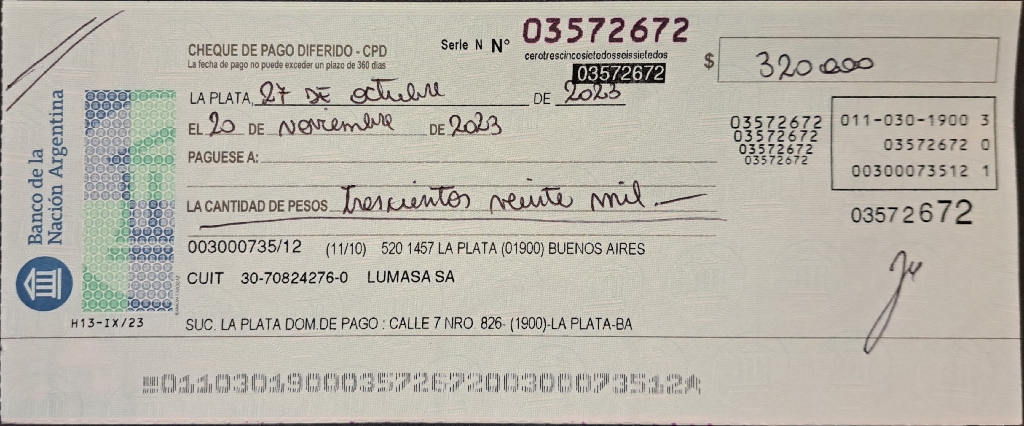 Banco de la
Nación Argentina
H13-IX/23
CHEQUE DE PAGO DIFERIDO - CPD
La fecha de pago no puede exceder un plazo de 360 dias
Serie N Nº 03572672
cerotrescincosietedosseissietedos
03572672
$ 320000
LA PLATA, 27 DE octubre DE 2023
EL 20 DE noviembre DE 2023
PAGUESE A:
LA CANTIDAD DE PESOS Trescientos veinte mil.—
003000735/12 (11/10) 520 1457 LA PLATA (01900) BUENOS AIRES
CUIT 30-70824276-0 LUMASA SA
SUC. LA PLATA DOM.DE PAGO : CALLE 7 NRO 826- (1900)-LA PLATA-BA
03572672
03572672
03572672
03572672
011-030-1900 3
03572672 0
00300073512 1
03572672
01103019000357267200300073512